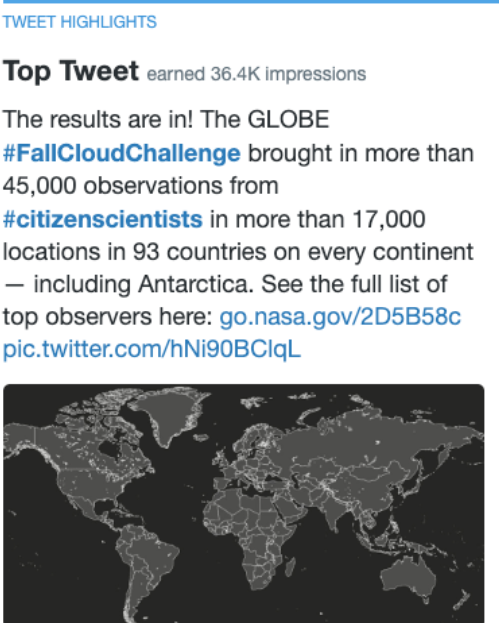 TWEET HIGHLIGHTS
Top Tweet earned 36.4K impressions
The results are in! The GLOBE
#FallCloudChallenge brought in more than
45,000 observations from
#citizenscientists in more than 17,000
locations in 93 countries on every continent
— including Antarctica. See the full list of
top observers here: go.nasa.gov/2D5B58c
pic.twitter.com/hNi90BClqL